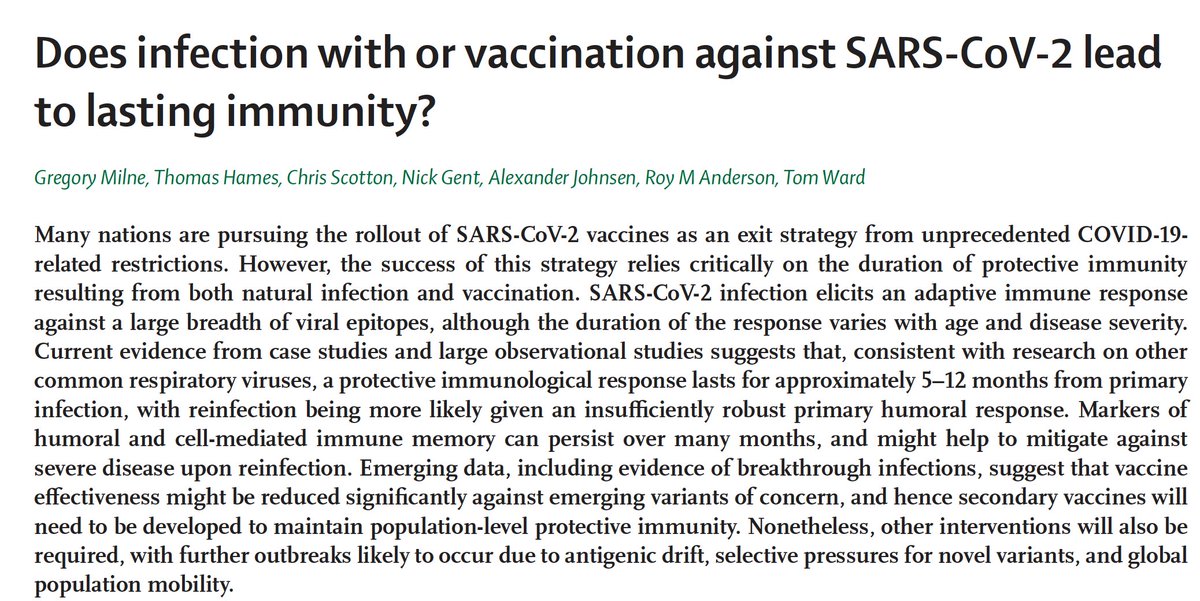 Does infection with or vaccination against SARS-CoV-2 lead
to lasting immunity?
Gregory Milne, Thomas Hames, Chris Scotton, Nick Gent, Alexander Johnsen, Roy M Anderson, Tom Ward
Many nations are pursuing the rollout of SARS-CoV-2 vaccines as an exit strategy from unprecedented COVID-19-
related restrictions. However, the success of this strategy relies critically on the duration of protective immunity
resulting from both natural infection and vaccination. SARS-CoV-2 infection elicits an adaptive immune response
against a large breadth of viral epitopes, although the duration of the response varies with age and disease severity.
Current evidence from case studies and large observational studies suggests that, consistent with research on other
common respiratory viruses, a protective immunological response lasts for approximately 5–12 months from primary
infection, with reinfection being more likely given an insufficiently robust primary humoral response. Markers of
humoral and cell-mediated immune memory can persist over many months, and might help to mitigate against
severe disease upon reinfection. Emerging data, including evidence of breakthrough infections, suggest that vaccine
effectiveness might be reduced significantly against emerging variants of concern, and hence secondary vaccines will
need to be developed to maintain population-level protective immunity. Nonetheless, other interventions will also be
required, with further outbreaks likely to occur due to antigenic drift, selective pressures for novel variants, and global
population mobility.